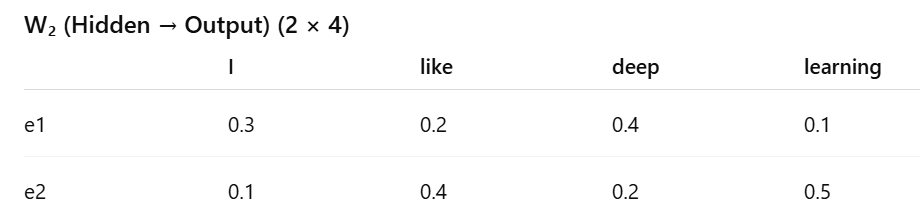 W₂ (Hidden → Output) (2 × 4)
I like deep learning
e1 0.3 0.2 0.4 0.1
e2 0.1 0.4 0.2 0.5